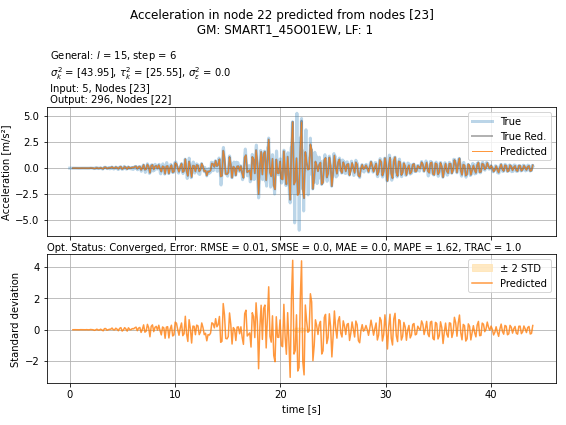 Acceleration in node 22 predicted from nodes [23]
GM: SMART1_45O01EW, LF: 1
General: l = 15, step = 6
σ²ₖ = [43.95], τ²ₖ = [25.55], σ²ε = 0.0
Input: 5, Nodes [23]
Output: 296, Nodes [22]
Acceleration [m/s²]
5.0
2.5
0.0
−2.5
−5.0
True
True Red.
Predicted
Opt. Status: Converged, Error: RMSE = 0.01, SMSE = 0.0, MAE = 0.0, MAPE = 1.62, TRAC = 1.0
Standard deviation
4
2
0
−2
± 2 STD
Predicted
0
10
20
30
40
time [s]